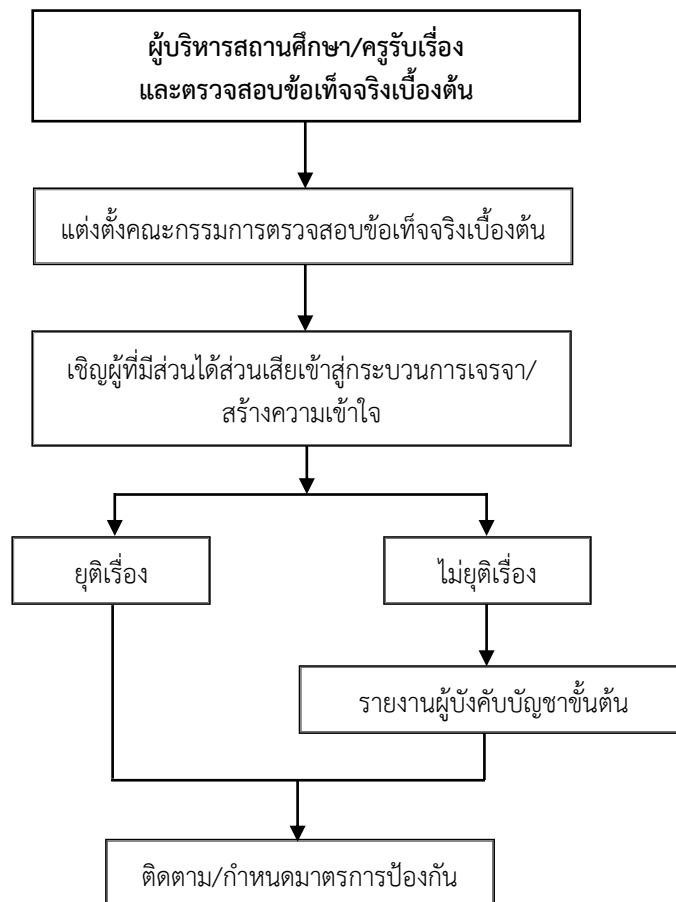 ผู้บริหารสถานศึกษา/ครูรับเรื่อง
และตรวจสอบข้อเท็จจริงเบื้องต้น
แต่งตั้งคณะกรรมการตรวจสอบข้อเท็จจริงเบื้องต้น
เชิญผู้ที่มีส่วนได้ส่วนเสียเข้าสู่กระบวนการเจรจา/
สร้างความเข้าใจ
ยุติเรื่อง
ไม่ยุติเรื่อง
รายงานผู้บังคับบัญชาขั้นต้น
ติดตาม/กำหนดมาตรการป้องกัน